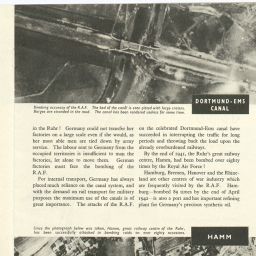 Bombing accuracy of the R.A.F. The bed of the canal is seen pitted with large craters.
Barges are stranded in the mud. The canal has been rendered useless for some time.
DORTMUND-EMS
CANAL
in the Ruhr! Germany could not transfer her
factories on a large scale even if she would, as
her most able men are tied down by army
service. The labour sent to Germany from the
occupied territories is insufficient to man the
factories, let alone to move them. German
factories must face the bombing of the
R.A.F.
For internal transport, Germany has always
placed much reliance on the canal system, and
with the demand on rail transport for military
purposes the maximum use of the canals is of
great importance. The attacks of the R.A.F.
on the celebrated Dortmund-Ems canal have
succeeded in interrupting the traffic for long
periods and throwing back the load upon the
already overburdened railways.
By the end of 1941, the Ruhr's great railway
centre, Hamm, had been bombed over eighty
times by the Royal Air Force!
Hamburg, Bremen, Hanover and the Rhine-
land are other centres of war industry which
are frequently visited by the R.A.F. Ham-
burg—bombed 82 times by the end of April
1942—is also a port and has important refining
plant for Germany's precious synthetic oil.
Since the photograph below was taken, Hamm, great railway centre of the Ruhr,
has been successfully attacked in bombing raids on over eighty occasions.
HAMM